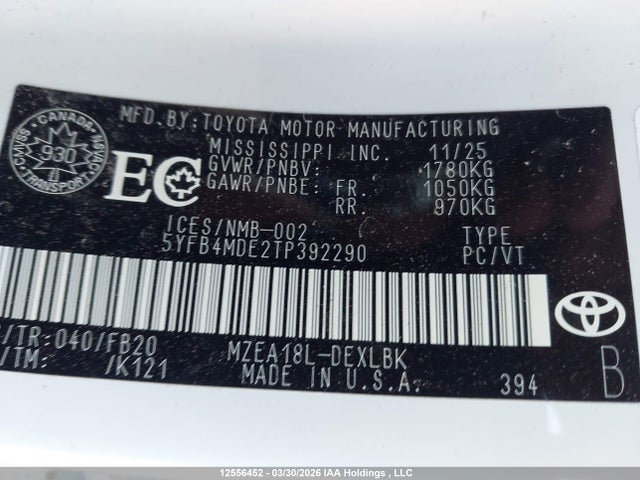 MFD.BY:TOYOTA MOTOR MANUFACTURING
MISSISSIPPI INC. 11/25
GVWR/PNBV: 1780KG
GAWR/PNBE: FR. 1050KG
RR. 970KG
CANADA
930
TRANSPORT
EC
ICES/NMB-002
5YFB4MDE2TP392290
TYPE:
PC/VT
/TR:040/FB20
MZEA18L-DEXLBK
/TM: /K121
MADE IN U.S.A.
394
B
12556452 - 03/30/2026 IAA Holdings , LLC